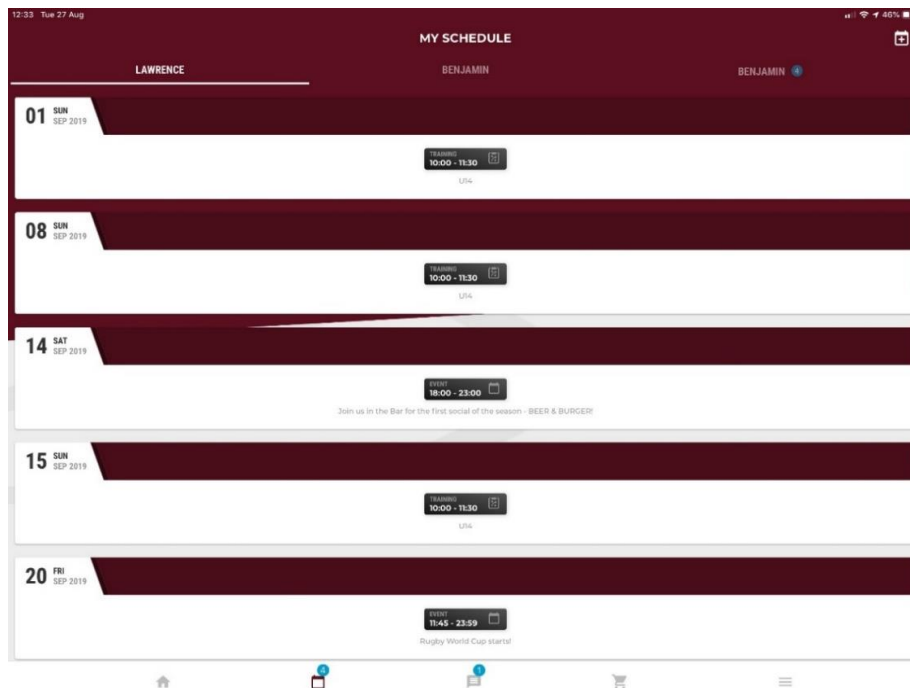 12:33 Tue 27 Aug
46%
MY SCHEDULE
LAWRENCE
BENJAMIN
BENJAMIN 4
01 SUN
SEP 2019
TRAINING
10:00 - 11:30
U14
08 SUN
SEP 2019
TRAINING
10:00 - 11:30
U14
14 SAT
SEP 2019
EVENT
18:00 - 23:00
Join us in the Bar for the first social of the season - BEER & BURGER!
15 SUN
SEP 2019
TRAINING
10:00 - 11:30
U14
20 FRI
SEP 2019
EVENT
11:45 - 23:59
Rugby World Cup starts!
4
1